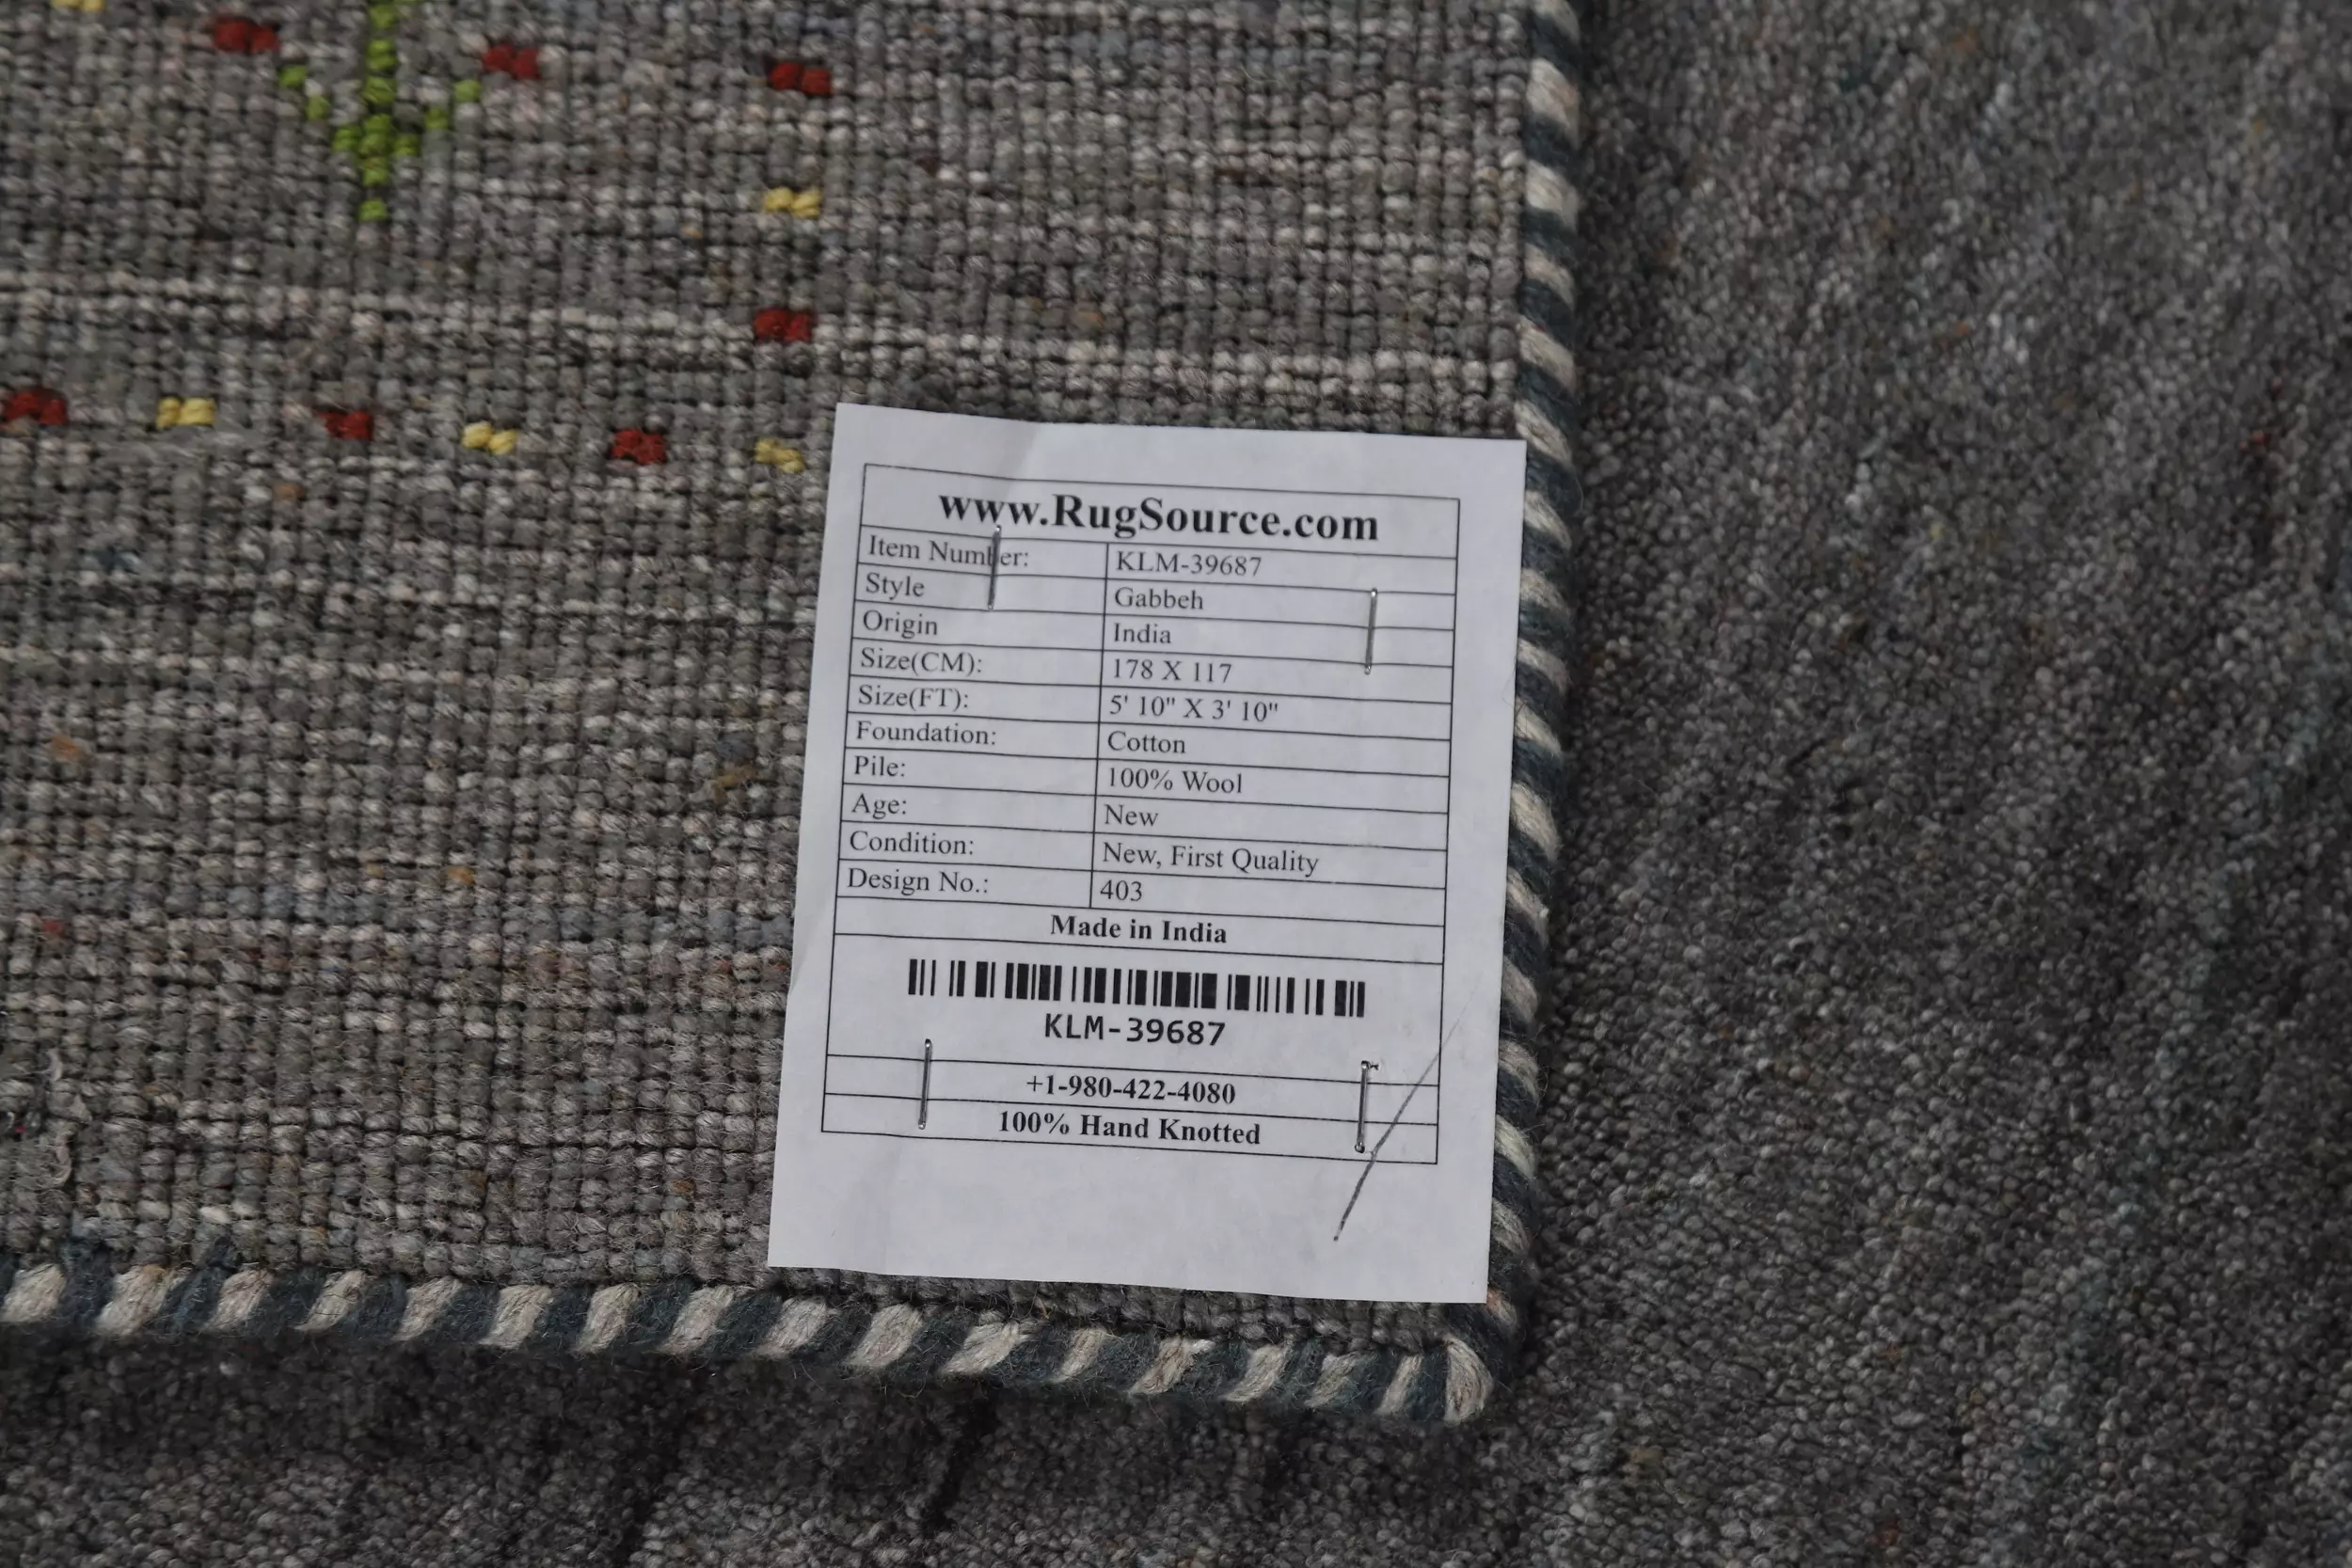 www.RugSource.com
Item Number: KLM-39687
Style Gabbeh
Origin India
Size(CM): 178 X 117
Size(FT): 5' 10" X 3' 10"
Foundation: Cotton
Pile: 100% Wool
Age: New
Condition: New, First Quality
Design No.: 403
Made in India
KLM-39687
+1-980-422-4080
100% Hand Knotted